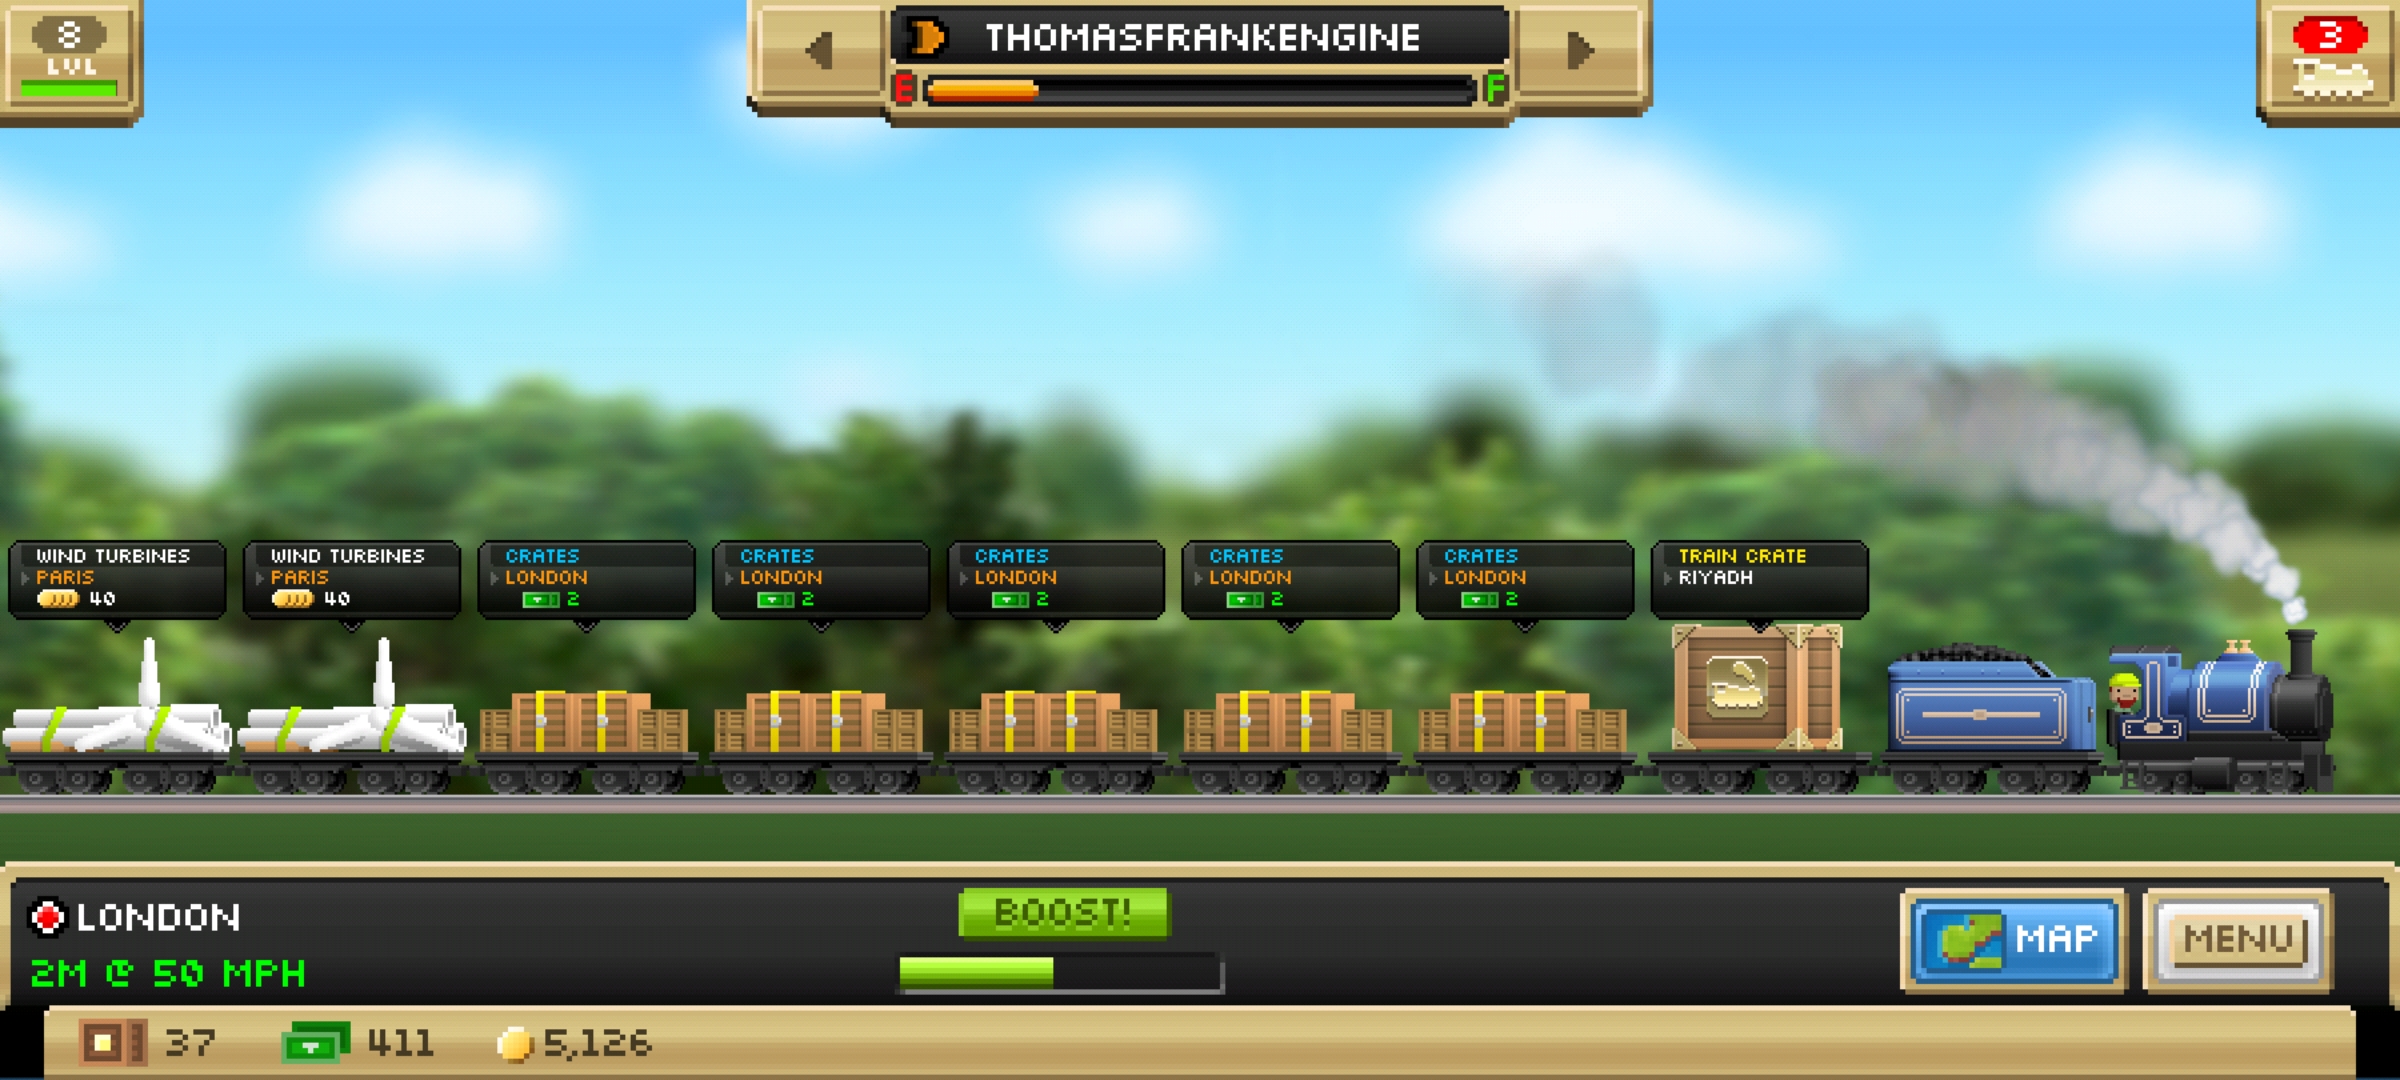 8
LVL
THOMASFRANKENGINE
E F
3
WIND TURBINES
PARIS
40
WIND TURBINES
PARIS
40
CRATES
LONDON
2
CRATES
LONDON
2
CRATES
LONDON
2
CRATES
LONDON
2
CRATES
LONDON
2
TRAIN CRATE
RIYADH
LONDON
2M @ 50 MPH
BOOST!
MAP
MENU
37 411 5,126